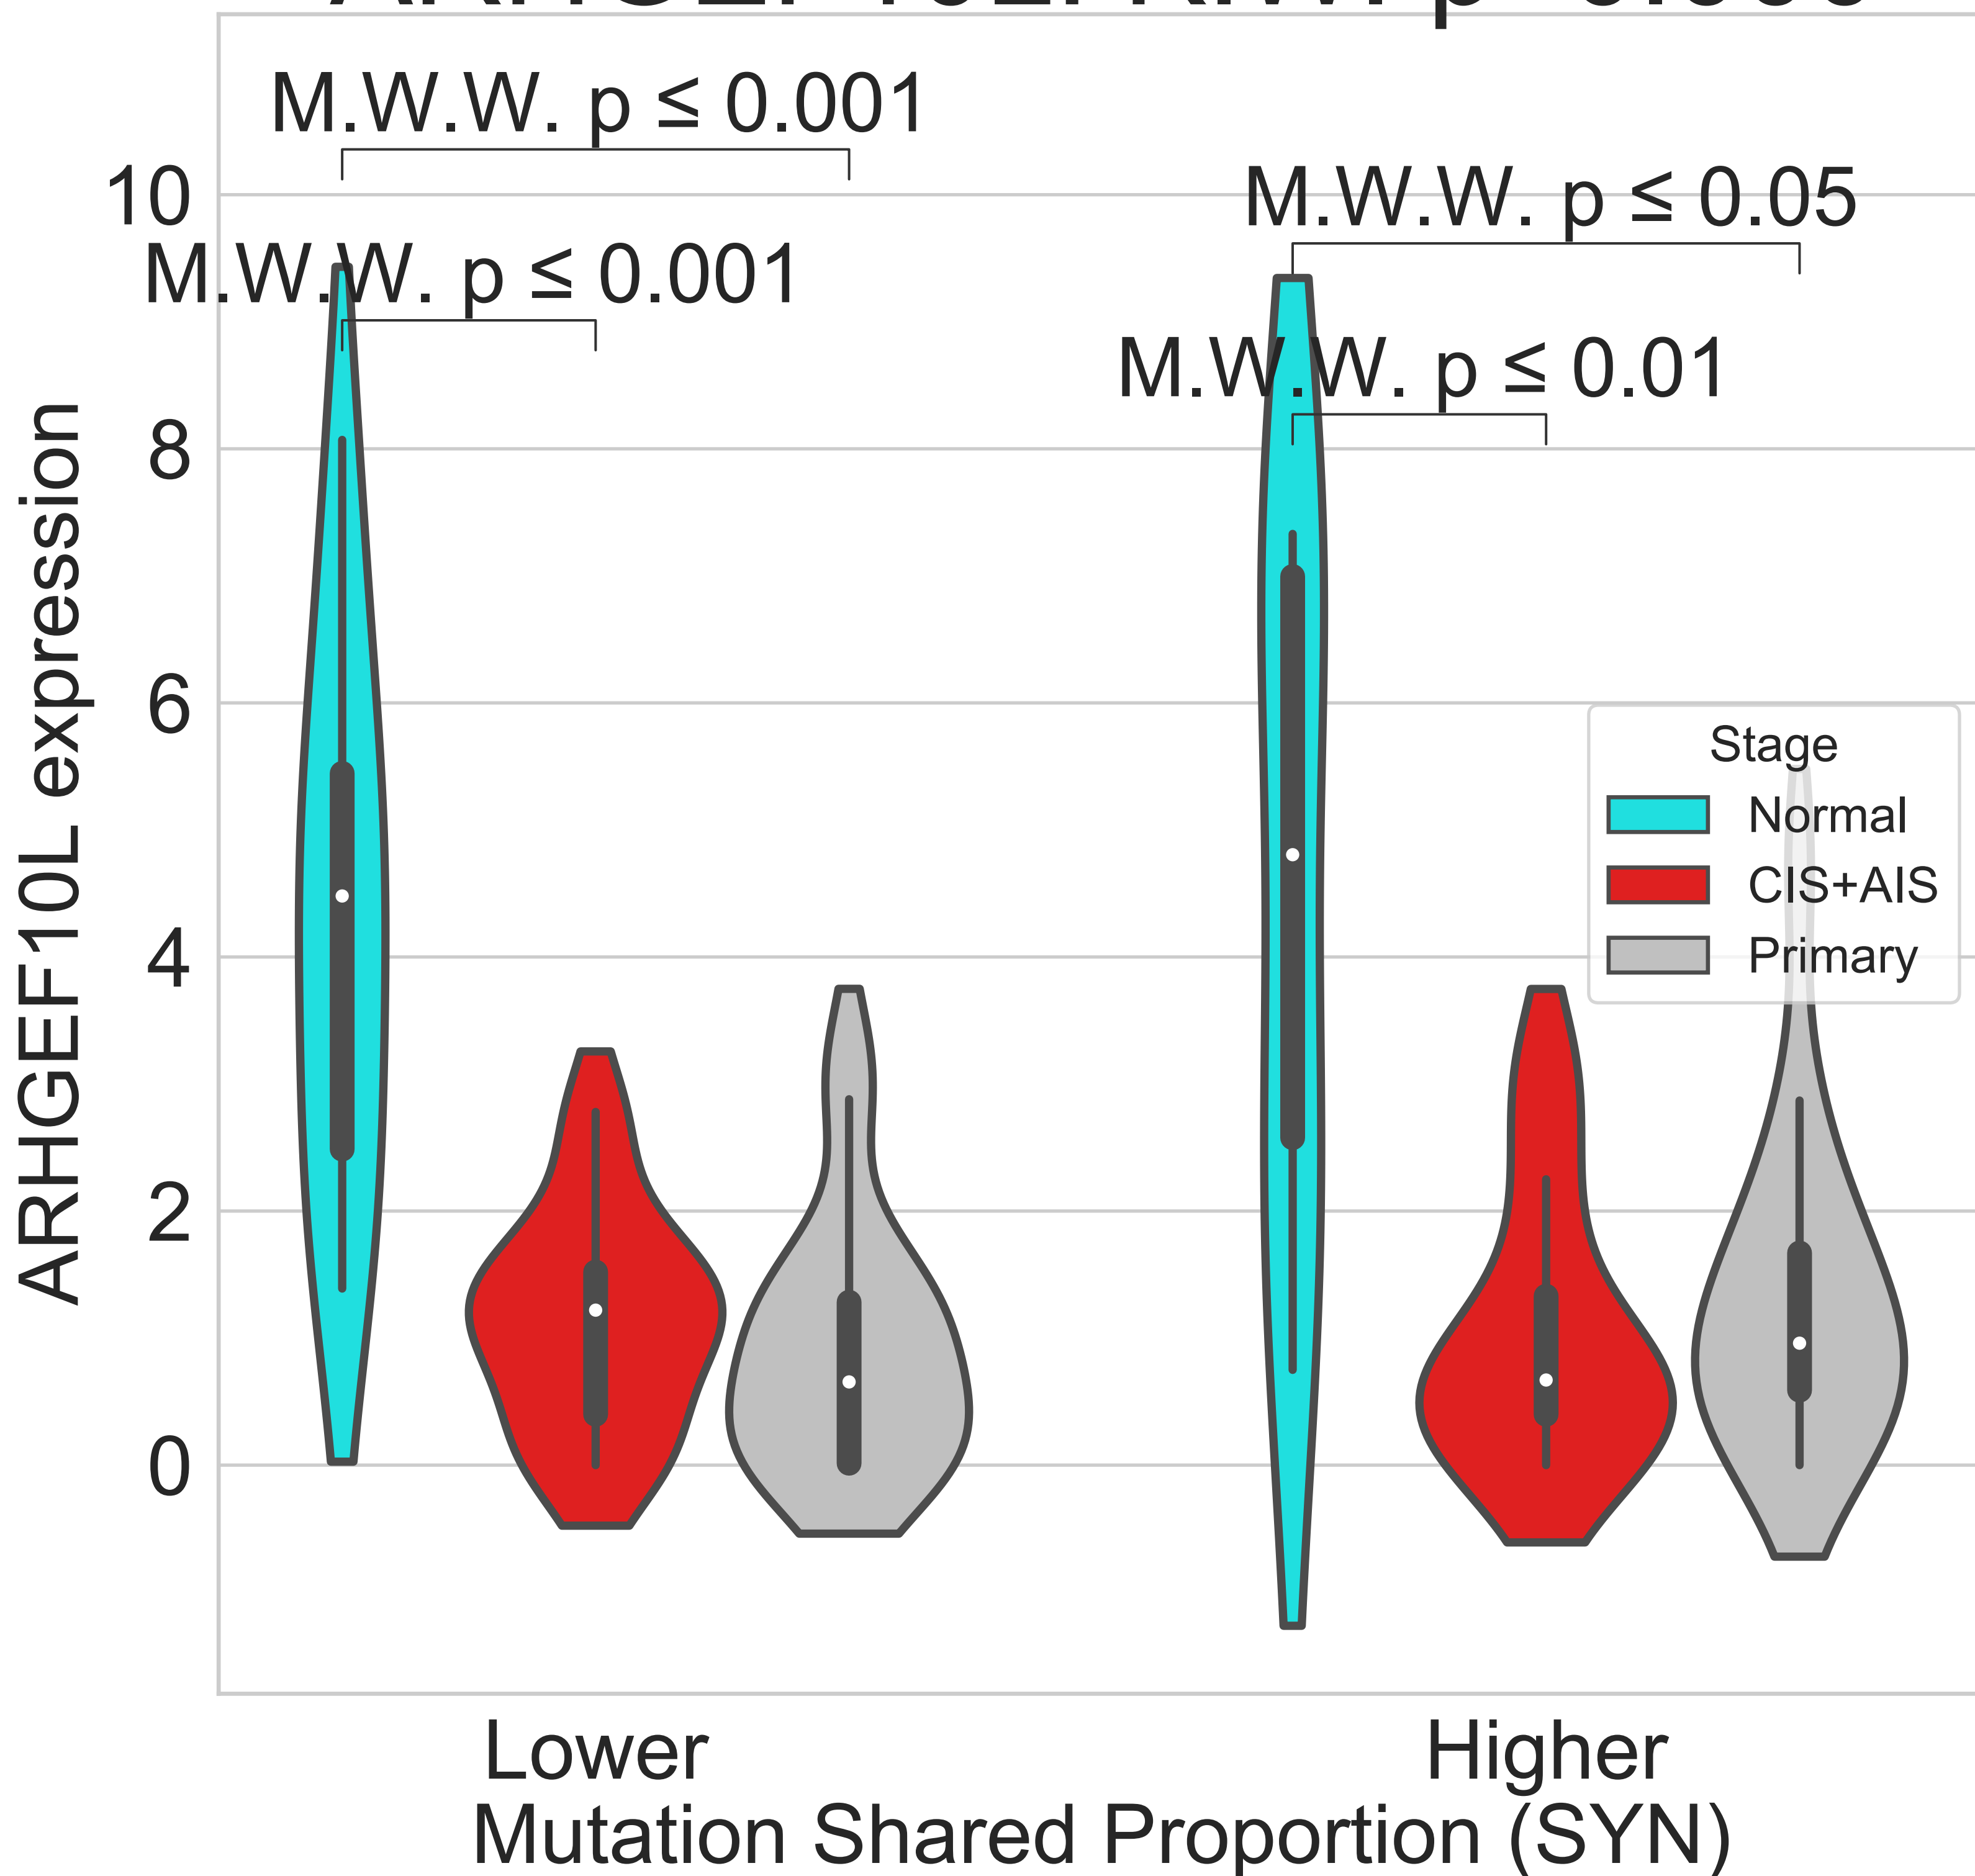 M.W.W. p ≤ 0.001
M.W.W. p ≤ 0.05
M.W.W. p ≤ 0.001
M.W.W. p ≤ 0.01
10
8
6
4
2
0
ARHGEF10L expression
Stage
Normal
CIS+AIS
Primary
Lower
Higher
Mutation Shared Proportion (SYN)